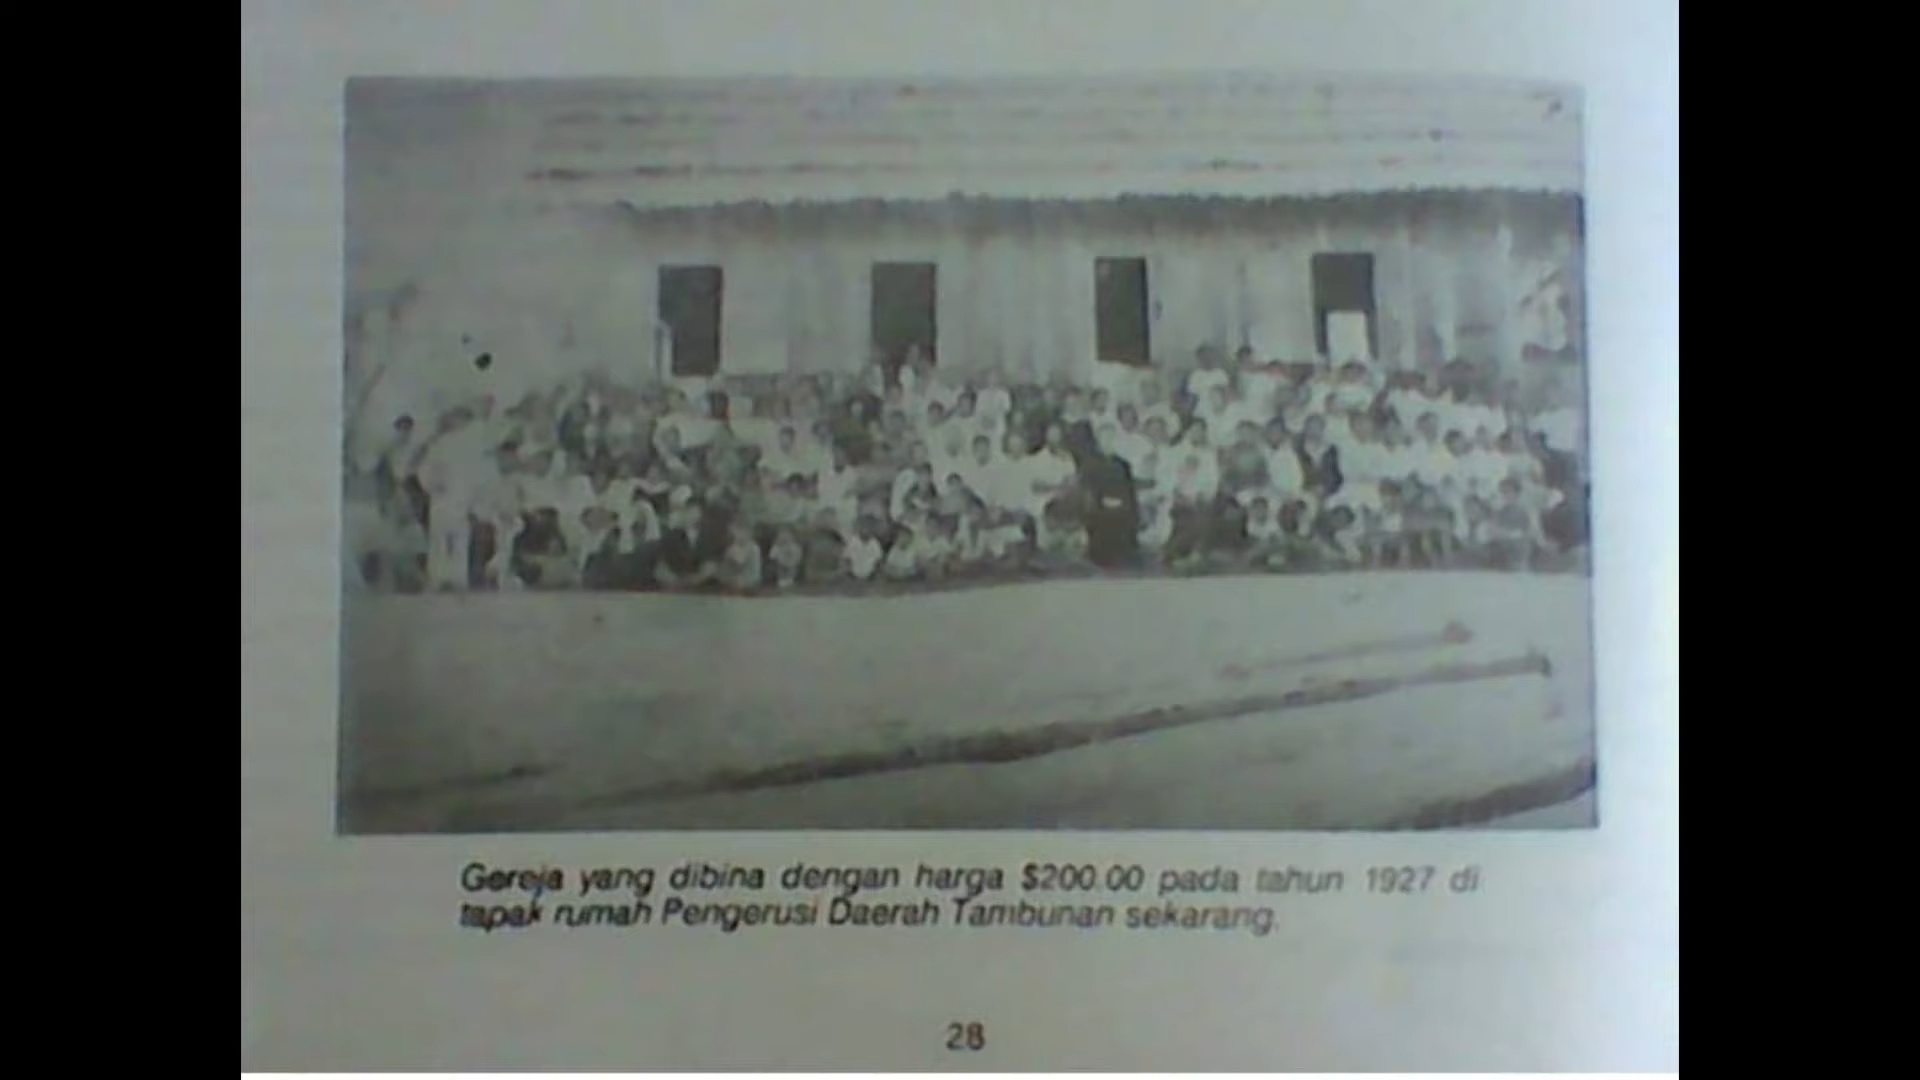 Gereja yang dibina dengan harga $200.00 pada tahun 1927 di
tapak rumah Pengerusi Daerah Tambunan sekarang.
28